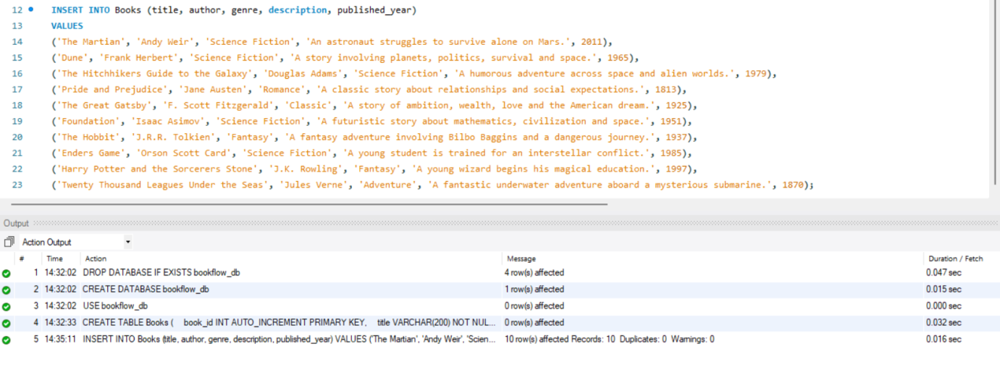 12 INSERT INTO Books (title, author, genre, description, published_year)
13 VALUES
14 ('The Martian', 'Andy Weir', 'Science Fiction', 'An astronaut struggles to survive alone on Mars.', 2011),
15 ('Dune', 'Frank Herbert', 'Science Fiction', 'A story involving planets, politics, survival and space.', 1965),
16 ('The Hitchhikers Guide to the Galaxy', 'Douglas Adams', 'Science Fiction', 'A humorous adventure across space and alien worlds.', 1979),
17 ('Pride and Prejudice', 'Jane Austen', 'Romance', 'A classic story about relationships and social expectations.', 1813),
18 ('The Great Gatsby', 'F. Scott Fitzgerald', 'Classic', 'A story of ambition, wealth, love and the American dream.', 1925),
19 ('Foundation', 'Isaac Asimov', 'Science Fiction', 'A futuristic story about mathematics, civilization and space.', 1951),
20 ('The Hobbit', 'J.R.R. Tolkien', 'Fantasy', 'A fantasy adventure involving Bilbo Baggins and a dangerous journey.', 1937),
21 ('Enders Game', 'Orson Scott Card', 'Science Fiction', 'A young student is trained for an interstellar conflict.', 1985),
22 ('Harry Potter and the Sorcerers Stone', 'J.K. Rowling', 'Fantasy', 'A young wizard begins his magical education.', 1997),
23 ('Twenty Thousand Leagues Under the Seas', 'Jules Verne', 'Adventure', 'A fantastic underwater adventure aboard a mysterious submarine.', 1870);
Output
Action Output
# Time Action Message Duration / Fetch
1 14:32:02 DROP DATABASE IF EXISTS bookflow_db 4 row(s) affected 0.047 sec
2 14:32:02 CREATE DATABASE bookflow_db 1 row(s) affected 0.015 sec
3 14:32:02 USE bookflow_db 0 row(s) affected 0.000 sec
4 14:32:33 CREATE TABLE Books ( book_id INT AUTO_INCREMENT PRIMARY KEY, title VARCHAR(200) NOT NUL... 0 row(s) affected 0.032 sec
5 14:35:11 INSERT INTO Books (title, author, genre, description, published_year) VALUES ('The Martian', 'Andy Weir', 'Scien... 10 row(s) affected Records: 10 Duplicates: 0 Warnings: 0 0.016 sec